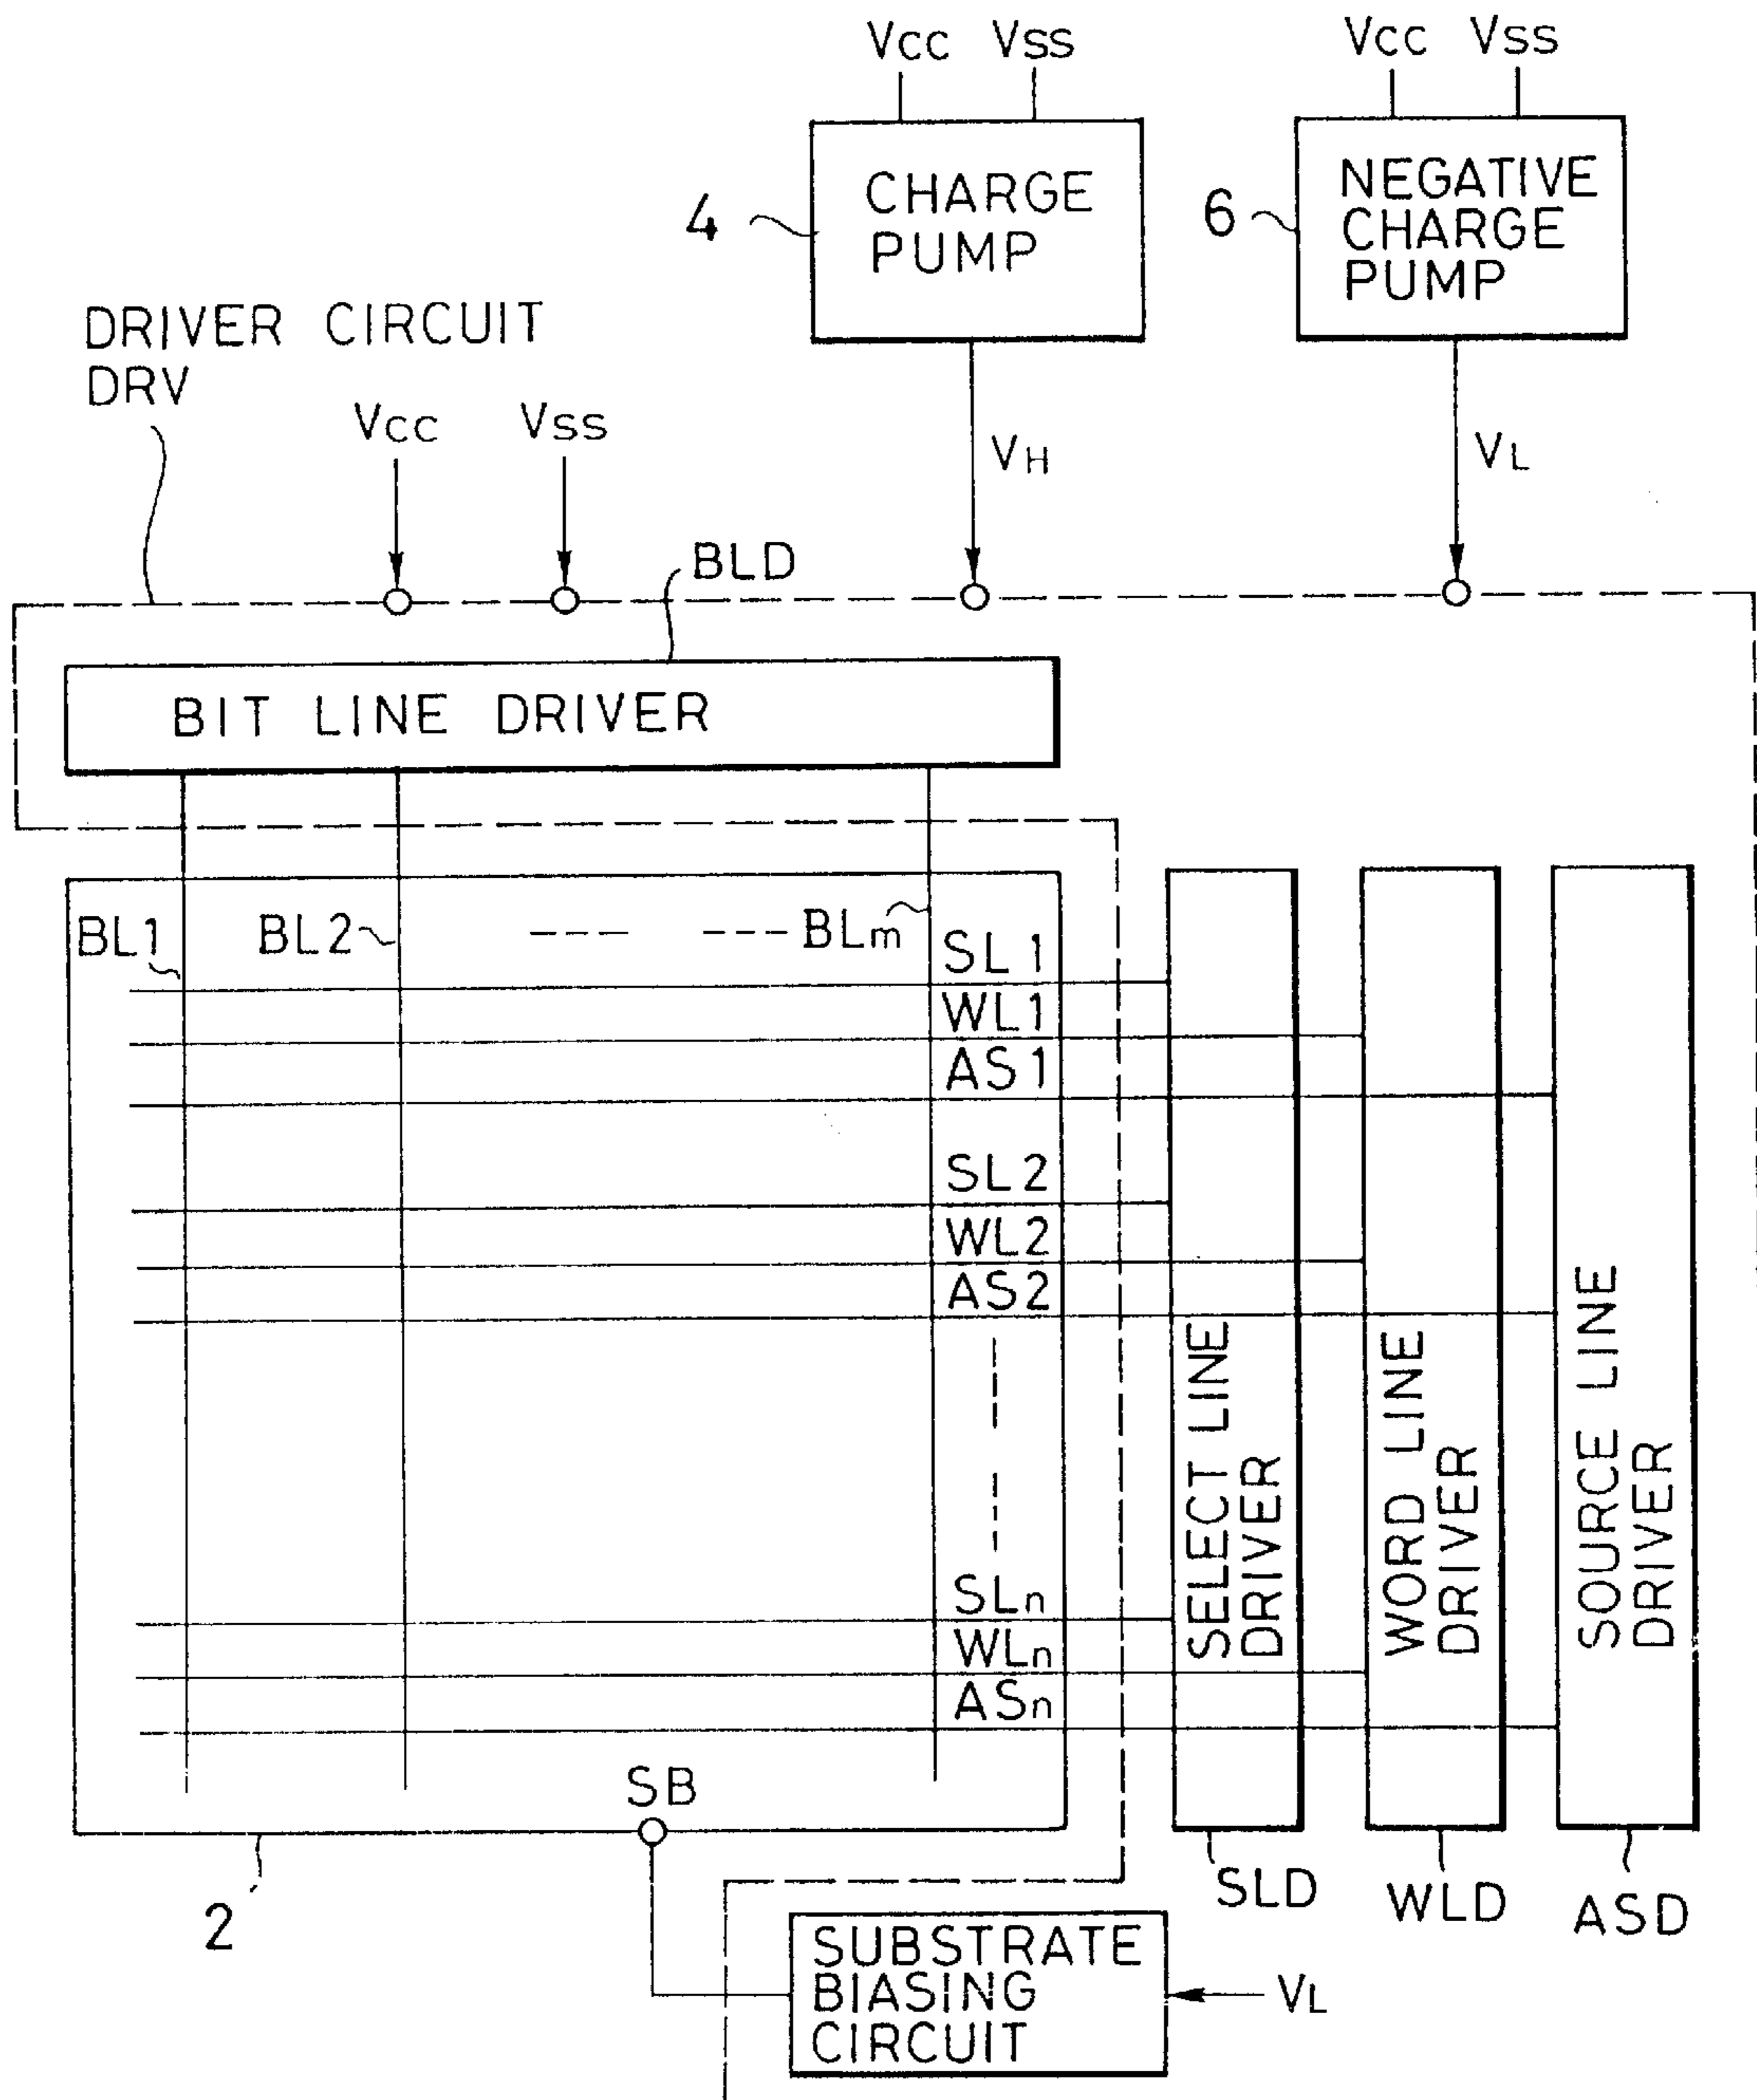 Vcc Vss
Vcc Vss
CHARGE
PUMP
4
NEGATIVE
CHARGE
PUMP
6
DRIVER CIRCUIT
DRV
Vcc
Vss
VH
VL
BLD
BIT LINE DRIVER
BL1
BL2
BLm
SL1
WL1
AS1
SL2
WL2
AS2
SLn
WLn
ASn
SELECT LINE
DRIVER
WORD LINE
DRIVER
SOURCE LINE
DRIVER
SB
2
SLD
WLD
ASD
SUBSTRATE
BIASING
CIRCUIT
VL